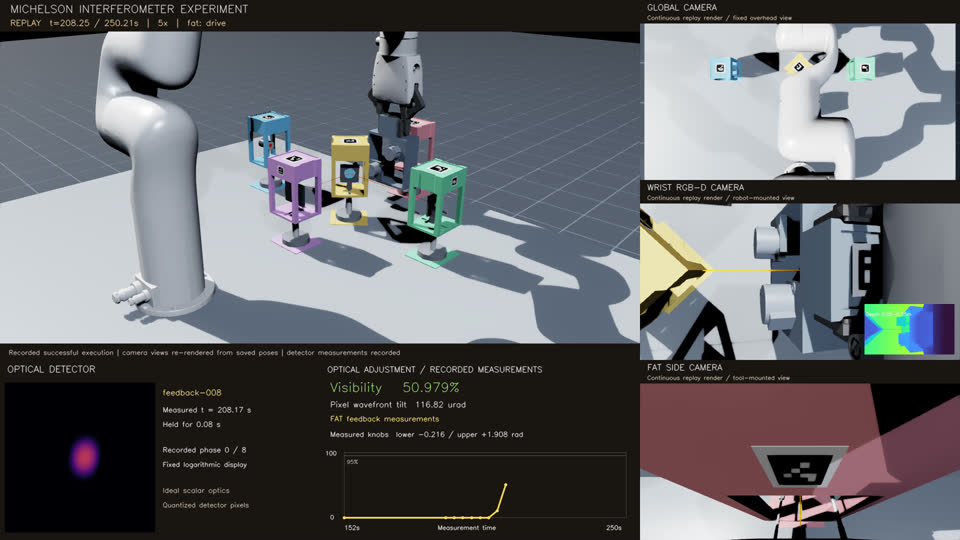 MICHELSON INTERFEROMETER EXPERIMENT
REPLAY t=208.25 / 250.21s | 5x | fat: drive
GLOBAL CAMERA
Continuous replay render / fixed overhead view
WRIST RGB-D CAMERA
Continuous replay render / robot-mounted view
FAT SIDE CAMERA
Continuous replay render / tool-mounted view
Recorded successful execution | camera views re-rendered from saved poses | detector measurements recorded
OPTICAL DETECTOR
feedback-008
Measured t = 208.17 s
Held for 0.08 s
Recorded phase 0 / 8
Fixed logarithmic display
Ideal scalar optics
Quantized detector pixels
OPTICAL ADJUSTMENT / RECORDED MEASUREMENTS
Visibility 50.979%
Pixel wavefront tilt 116.82 urad
FAT feedback measurements
Measured knobs lower -0.216 / upper +1.908 rad
100
95%
0
152s Measurement time 250s